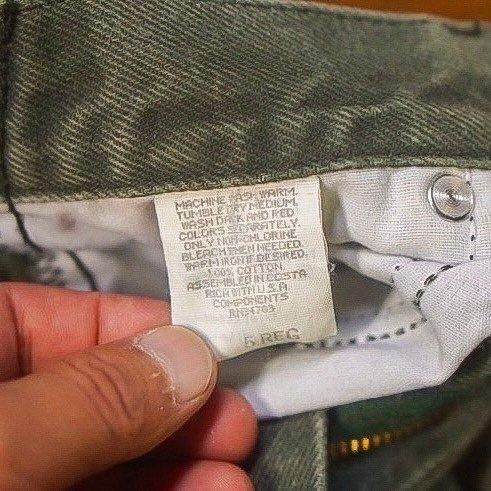 MACHINE WASH WARM.
TUMBLE DRY MEDIUM.
WASH DARK AND RED
COLORS SEPARATELY.
ONLY NON-CHLORINE
BLEACH WHEN NEEDED.
WARM IRON IF DESIRED.
100% COTTON.
ASSEMBLED IN COSTA
RICA WITH U.S.A
COMPONENTS
5 REG